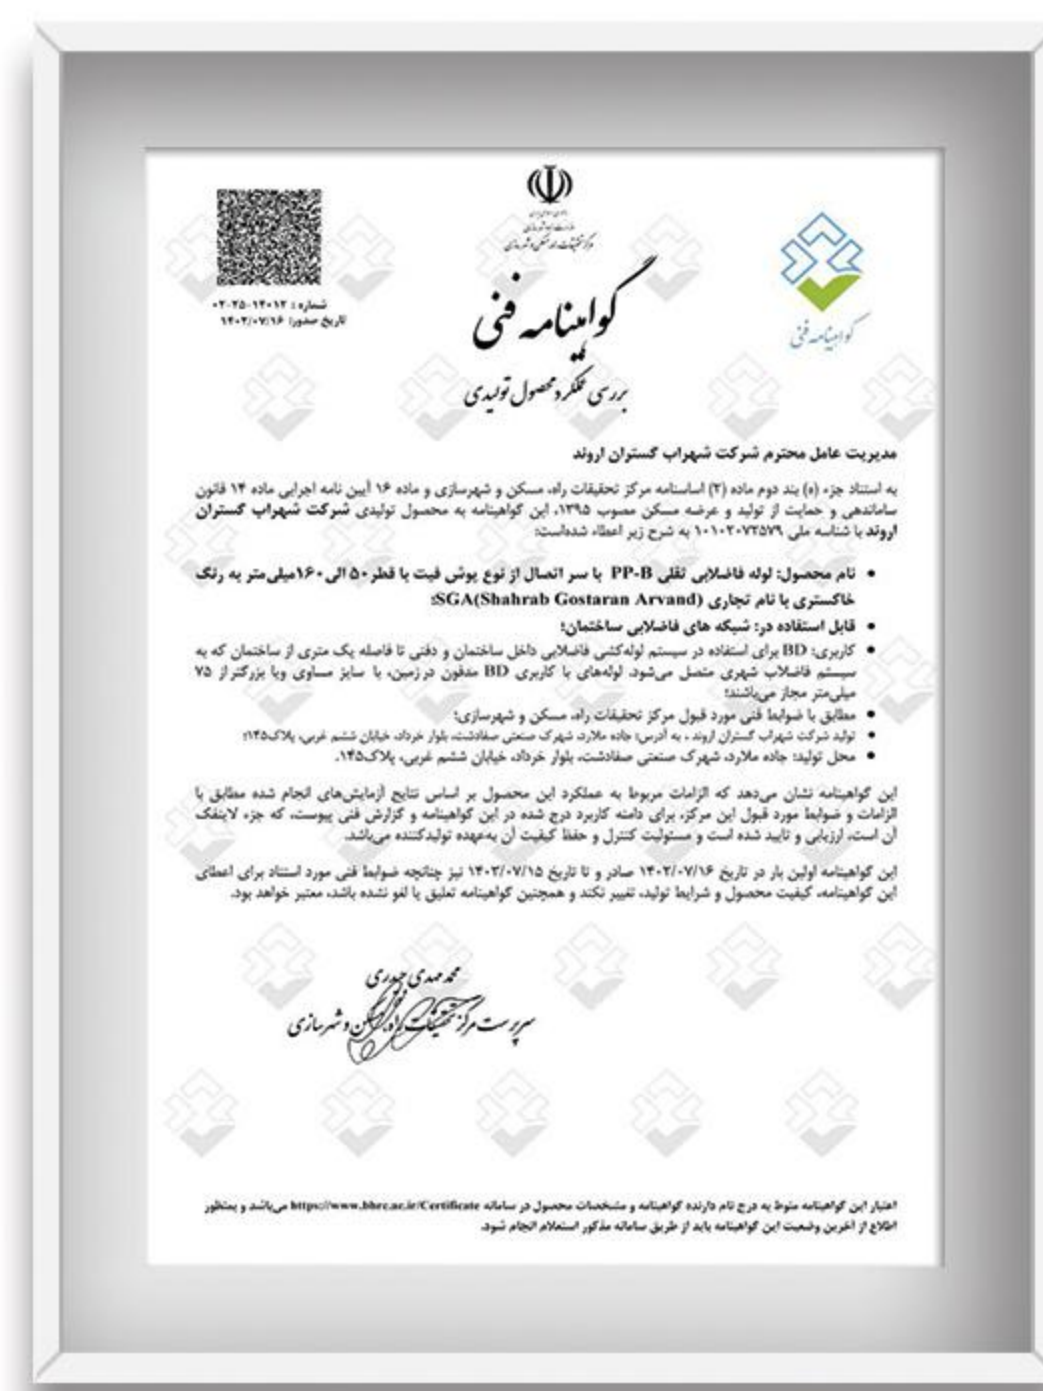 جمهوری اسلامی ایران
وزارت راه و شهرسازی
مرکز تحقیقات راه، مسکن و شهرسازی
شماره: ۱۴۰۱۲-۲۵-۰۲
تاریخ صدور: ۱۴۰۲/۰۷/۱۶
گواهینامه فنی
گواهینامه فنی
بررسی عملکرد محصول تولیدی
مدیریت عامل محترم شرکت شهراب گستران اروند
به استناد جزء (ه) بند دوم ماده (۲) اساسنامه مرکز تحقیقات راه، مسکن و شهرسازی و ماده ۱۶ آیین نامه اجرایی ماده ۱۴ قانون
ساماندهی و حمایت از تولید و عرضه مسکن مصوب ۱۳۹۵، این گواهینامه به محصول تولیدی شرکت شهراب گستران
اروند با شناسه ملی ۱۰۱۰۲۰۷۲۵۷۹ به شرح زیر اعطاء شده‌است:
• نام محصول: لوله فاضلابی ثقلی PP-B با سر اتصال از نوع پوش فیت با قطر ۵۰ الی ۱۶۰ میلی‌متر به رنگ
خاکستری با نام تجاری SGA(Shahrab Gostaran Arvand)؛
• قابل استفاده در: شبکه های فاضلابی ساختمان؛
• کاربری: BD برای استفاده در سیستم لوله‌کشی فاضلابی داخل ساختمان و دفنی تا فاصله یک متری از ساختمان که به
سیستم فاضلاب شهری متصل می‌شود. لوله‌های با کاربری BD مدفون در زمین، با سایز مساوی ویا بزرگتر از ۷۵
میلی‌متر مجاز می‌باشند؛
• مطابق با ضوابط فنی مورد قبول مرکز تحقیقات راه، مسکن و شهرسازی؛
• تولید شرکت شهراب گستران اروند ، به آدرس: جاده ملارد، شهرک صنعتی صفادشت، بلوار خرداد، خیابان ششم غربی، پلاک۱۴۵؛
• محل تولید: جاده ملارد، شهرک صنعتی صفادشت، بلوار خرداد، خیابان ششم غربی، پلاک۱۴۵.
این گواهینامه نشان می‌دهد که الزامات مربوط به عملکرد این محصول بر اساس نتایج آزمایش‌های انجام شده مطابق با
الزامات و ضوابط مورد قبول این مرکز، برای دامنه کاربرد درج شده در این گواهینامه و گزارش فنی پیوست، که جزء لاینفک
آن است، ارزیابی و تایید شده است و مسئولیت کنترل و حفظ کیفیت آن به‌عهده تولیدکننده می‌باشد.
این گواهینامه اولین بار در تاریخ ۱۴۰۲/۰۷/۱۶ صادر و تا تاریخ ۱۴۰۳/۰۷/۱۵ نیز چنانچه ضوابط فنی مورد استناد برای اعطای
این گواهینامه، کیفیت محصول و شرایط تولید، تغییر نکند و همچنین گواهینامه تعلیق یا لغو نشده باشد، معتبر خواهد بود.
محمد مهدی حیدری
سرپرست مرکز تحقیقات راه، مسکن و شهرسازی
اعتبار این گواهینامه منوط به درج نام دارنده گواهینامه و مشخصات محصول در سامانه https://www.bhrc.ac.ir/Certificate می‌باشد و بمنظور
اطلاع از آخرین وضعیت این گواهینامه باید از طریق سامانه مذکور استعلام انجام شود.